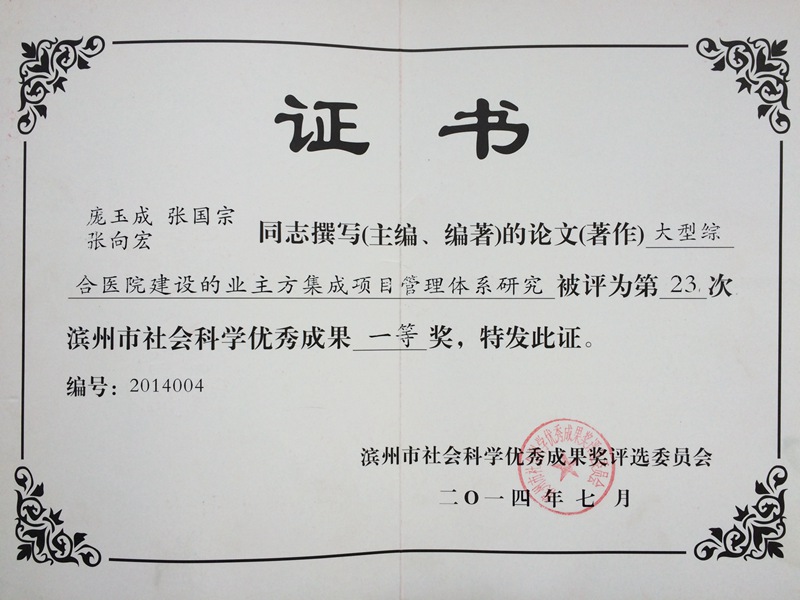 证书
庞玉成 张国宗
张向宏
同志撰写(主编、编著)的论文(著作)大型综
合医院建设的业主方集成项目管理体系研究被评为第23次
滨州市社会科学优秀成果一等奖，特发此证。
编号：2014004
滨州市社会科学优秀成果奖评选委员会
二〇一四年七月